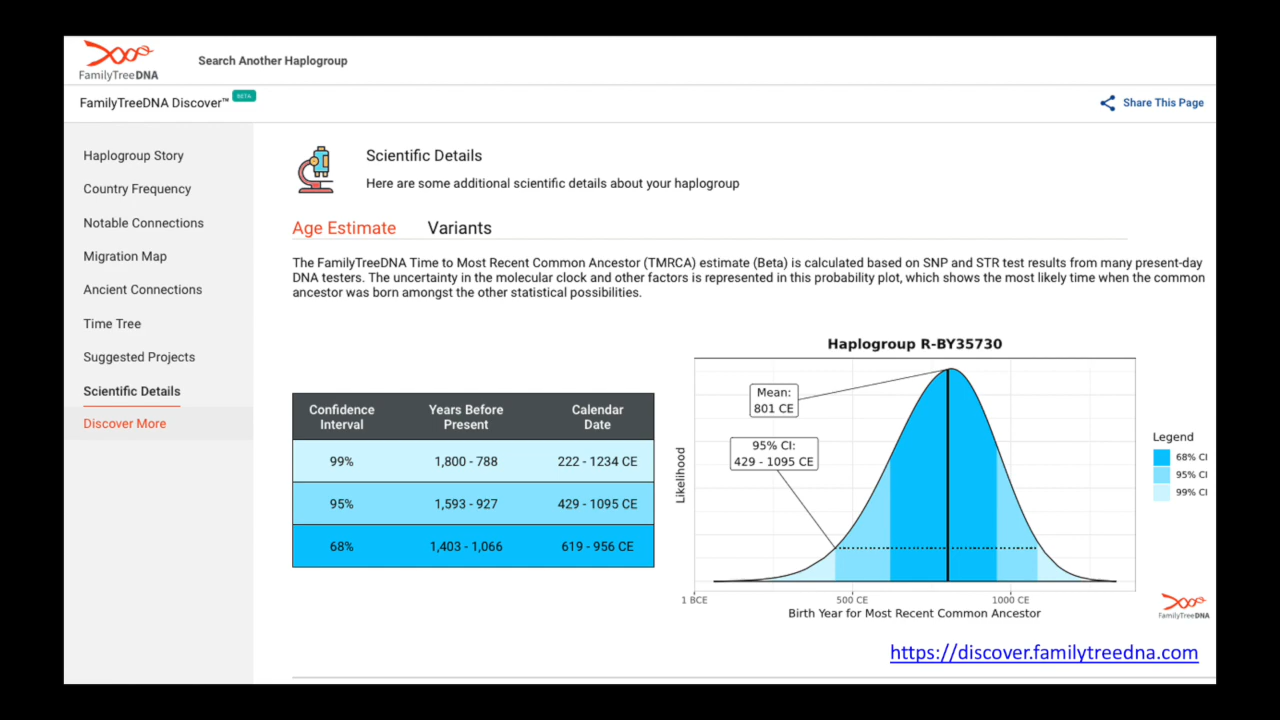 FamilyTreeDNA
Search Another Haplogroup
FamilyTreeDNA Discover™ BETA
Share This Page
Haplogroup Story
Country Frequency
Notable Connections
Migration Map
Ancient Connections
Time Tree
Suggested Projects
Scientific Details
Discover More
Scientific Details
Here are some additional scientific details about your haplogroup
Age Estimate Variants
The FamilyTreeDNA Time to Most Recent Common Ancestor (TMRCA) estimate (Beta) is calculated based on SNP and STR test results from many present-day
DNA testers. The uncertainty in the molecular clock and other factors is represented in this probability plot, which shows the most likely time when the common
ancestor was born amongst the other statistical possibilities.
Confidence Years Before Calendar
Interval Present Date
99% 1,800 - 788 222 - 1234 CE
95% 1,593 - 927 429 - 1095 CE
68% 1,403 - 1,066 619 - 956 CE
Haplogroup R-BY35730
Mean:
801 CE
95% CI:
429 - 1095 CE
Likelihood
1 BCE 500 CE 1000 CE
Birth Year for Most Recent Common Ancestor
Legend
68% CI
95% CI
99% CI
FamilyTreeDNA
https://discover.familytreedna.com